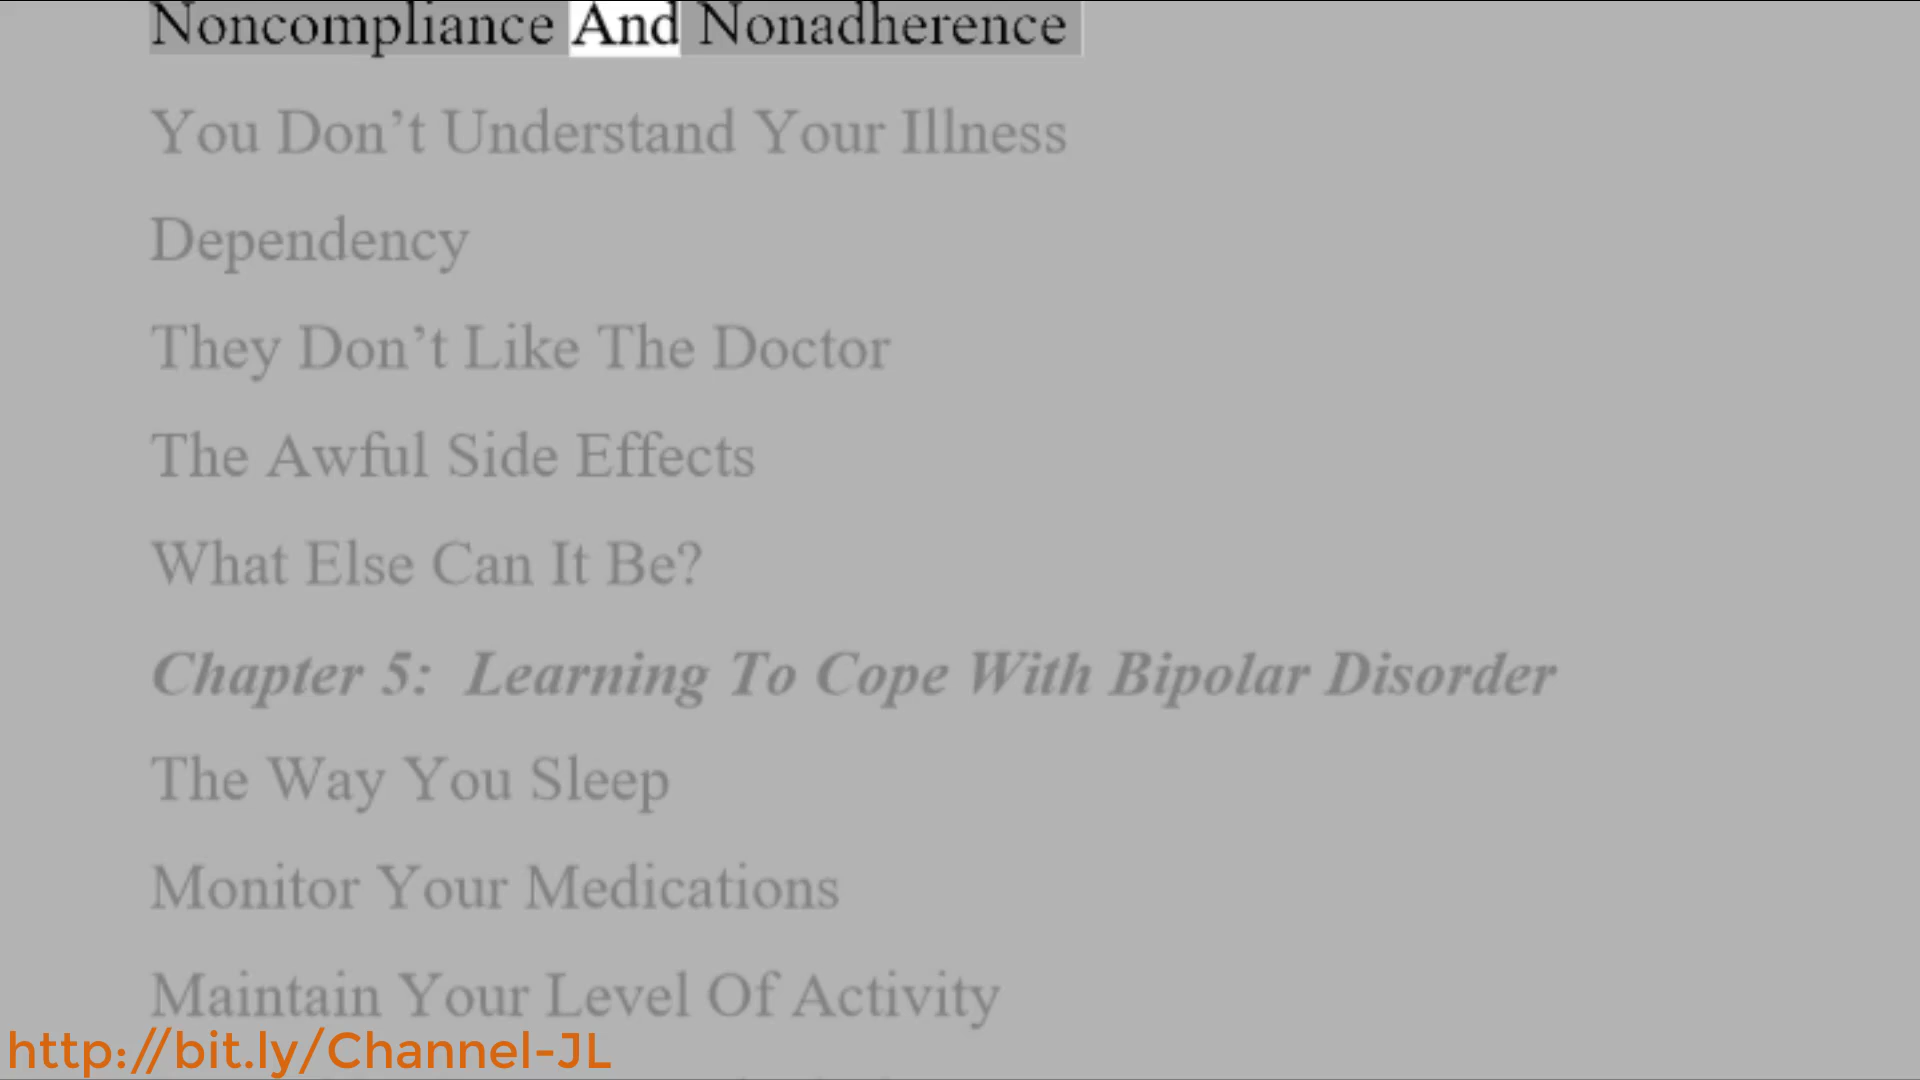 Noncompliance And Nonadherence
You Don’t Understand Your Illness
Dependency
They Don’t Like The Doctor
The Awful Side Effects
What Else Can It Be?
Chapter 5:  Learning To Cope With Bipolar Disorder
The Way You Sleep
Monitor Your Medications
Maintain Your Level Of Activity
http://bit.ly/Channel-JL